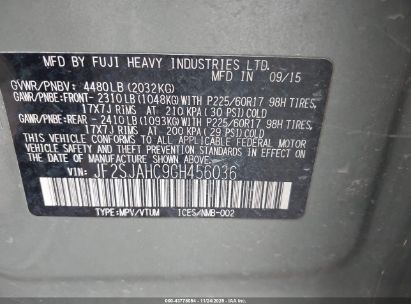 MFD BY FUJI HEAVY INDUSTRIES LTD.
MFD IN 09/15
GVWR/PNBV: 4480LB (2032KG)
GAWR/PNBE:FRONT- 2310LB (1048KG) WITH P225/60R17 98H TIRES,
17X7J RIMS AT 210 KPA (30 PSI) COLD
GAWR/PNBE:REAR - 2410LB (1093KG) WITH P225/60R17 98H TIRES,
17X7J RIMS AT 200 KPA (29 PSI) COLD
THIS VEHICLE CONFORMS TO ALL APPLICABLE FEDERAL MOTOR
VEHICLE SAFETY AND THEFT PREVENTION STANDARDS IN EFFECT
ON THE DATE OF MANUFACTURE SHOWN ABOVE.
VIN: JF2SJAHC9GH456036
TYPE:MPV/VTUM ICES/NMB-002